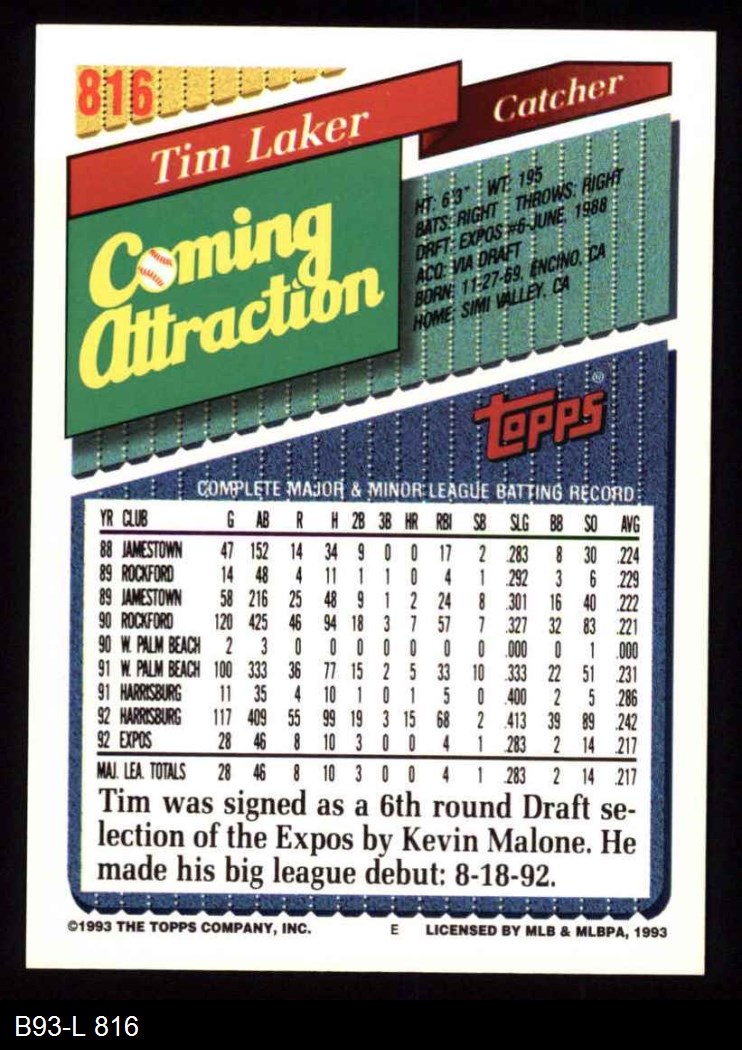 816
Tim Laker
Catcher
Coming
Attraction
HT: 6'3" WT: 195
BATS: RIGHT THROWS: RIGHT
DRFT: EXPOS #6-JUNE, 1988
ACQ: VIA DRAFT
BORN: 11-27-69, ENCINO, CA
HOME: SIMI VALLEY, CA
TOPPS®
COMPLETE MAJOR & MINOR LEAGUE BATTING RECORD
YR CLUB G AB R H 2B 3B HR RBI SB SLG BB SO AVG
88 JAMESTOWN 47 152 14 34 9 0 0 17 2 .283 8 30 .224
89 ROCKFORD 14 48 4 11 1 1 0 4 1 .292 3 6 .229
89 JAMESTOWN 58 216 25 48 9 1 2 24 8 .301 16 40 .222
90 ROCKFORD 120 425 46 94 18 3 7 57 7 .327 32 83 .221
90 W. PALM BEACH 2 3 0 0 0 0 0 0 0 .000 0 1 .000
91 W. PALM BEACH 100 333 36 77 15 2 5 33 10 .333 22 51 .231
91 HARRISBURG 11 35 4 10 1 0 1 5 0 .400 2 5 .286
92 HARRISBURG 117 409 55 99 19 3 15 68 2 .413 39 89 .242
92 EXPOS 28 46 8 10 3 0 0 4 1 .283 2 14 .217
MAJ. LEA. TOTALS 28 46 8 10 3 0 0 4 1 .283 2 14 .217
Tim was signed as a 6th round Draft se-
lection of the Expos by Kevin Malone. He
made his big league debut: 8-18-92.
©1993 THE TOPPS COMPANY, INC. E LICENSED BY MLB & MLBPA, 1993
B93-L 816